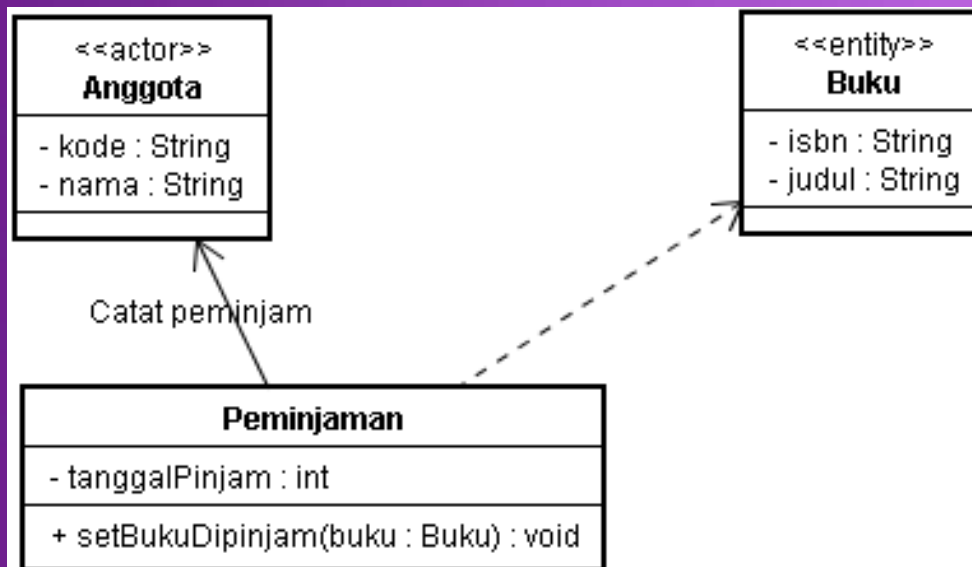 <<actor>>
Anggota
- kode : String
- nama : String
<<entity>>
Buku
- isbn : String
- judul : String
Catat peminjam
Peminjaman
- tanggalPinjam : int
+ setBukuDipinjam(buku : Buku) : void